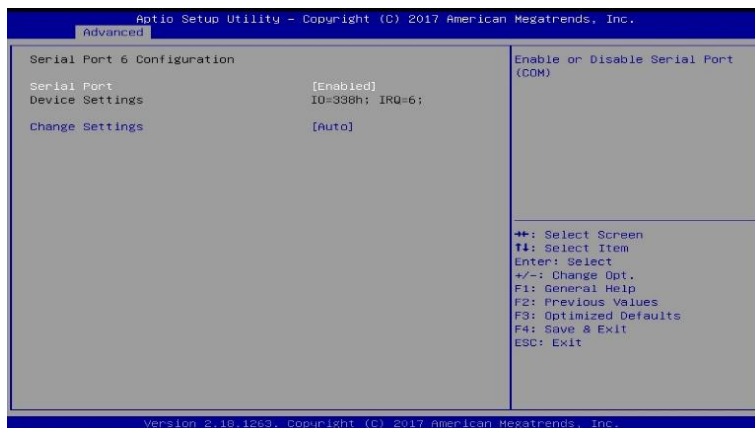 Aptio Setup Utility – Copyright (C) 2017 American Megatrends, Inc.
Advanced
Serial Port 6 Configuration
Serial Port [Enabled]
Device Settings IO=338h; IRQ=6;
Change Settings [Auto]
Enable or Disable Serial Port
(COM)
→←: Select Screen
↑↓: Select Item
Enter: Select
+/-: Change Opt.
F1: General Help
F2: Previous Values
F3: Optimized Defaults
F4: Save & Exit
ESC: Exit
Version 2.18.1263. Copyright (C) 2017 American Megatrends, Inc.